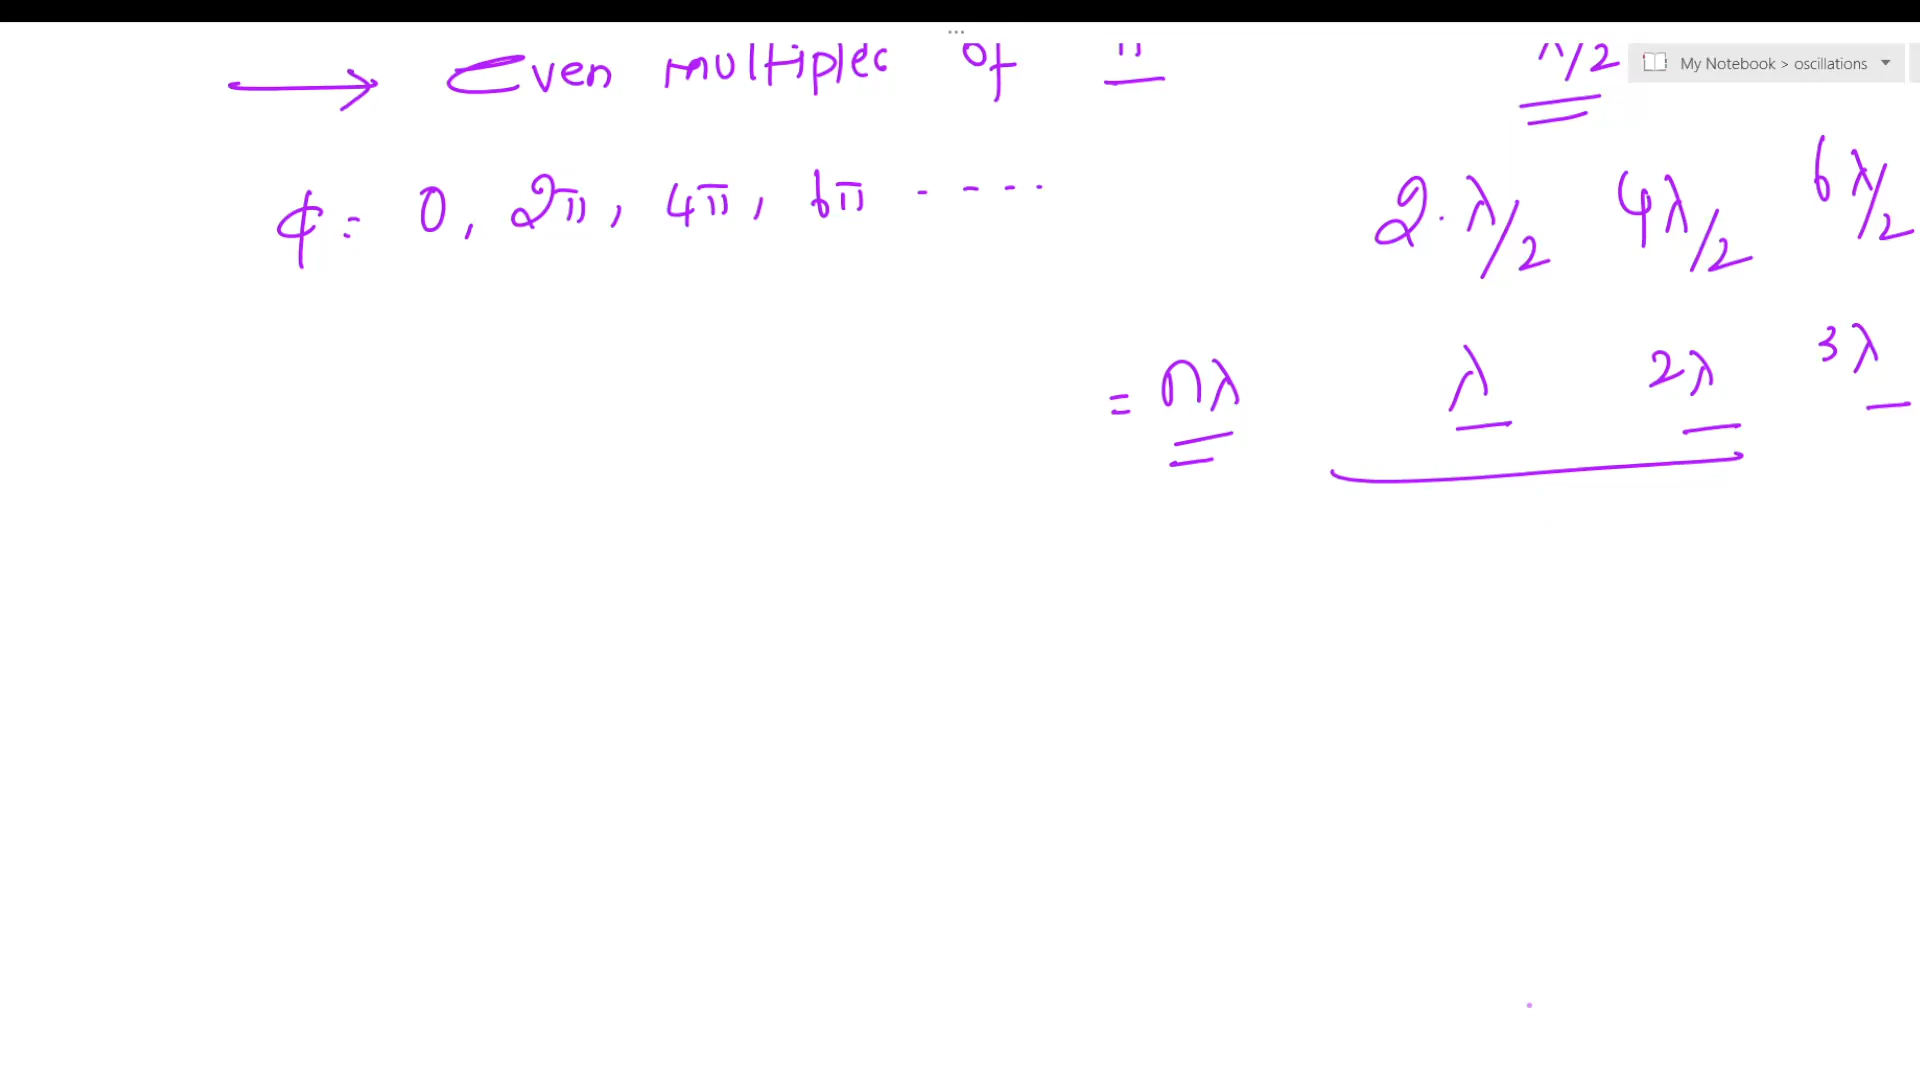 → Even multiples of π λ/2
My Notebook > oscillations
ϕ = 0, 2π, 4π, 6π ----
2·λ/2 4λ/2 6λ/2
= nλ λ 2λ 3λ